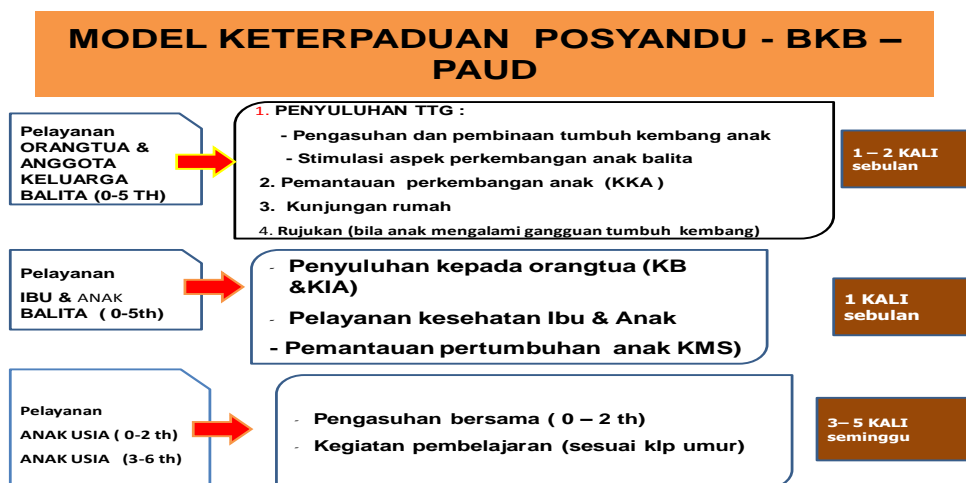 MODEL KETERPADUAN POSYANDU - BKB –
PAUD
Pelayanan
ORANGTUA &
ANGGOTA
KELUARGA
BALITA (0-5 TH)
1. PENYULUHAN TTG :
- Pengasuhan dan pembinaan tumbuh kembang anak
- Stimulasi aspek perkembangan anak balita
2. Pemantauan perkembangan anak (KKA )
3. Kunjungan rumah
4. Rujukan (bila anak mengalami gangguan tumbuh kembang)
1 – 2 KALI
sebulan
Pelayanan
IBU & ANAK
BALITA ( 0-5th)
- Penyuluhan kepada orangtua (KB
&KIA)
- Pelayanan kesehatan Ibu & Anak
- Pemantauan pertumbuhan anak KMS)
1 KALI
sebulan
Pelayanan
ANAK USIA ( 0-2 th)
ANAK USIA (3-6 th)
- Pengasuhan bersama ( 0 – 2 th)
- Kegiatan pembelajaran (sesuai klp umur)
3– 5 KALI
seminggu